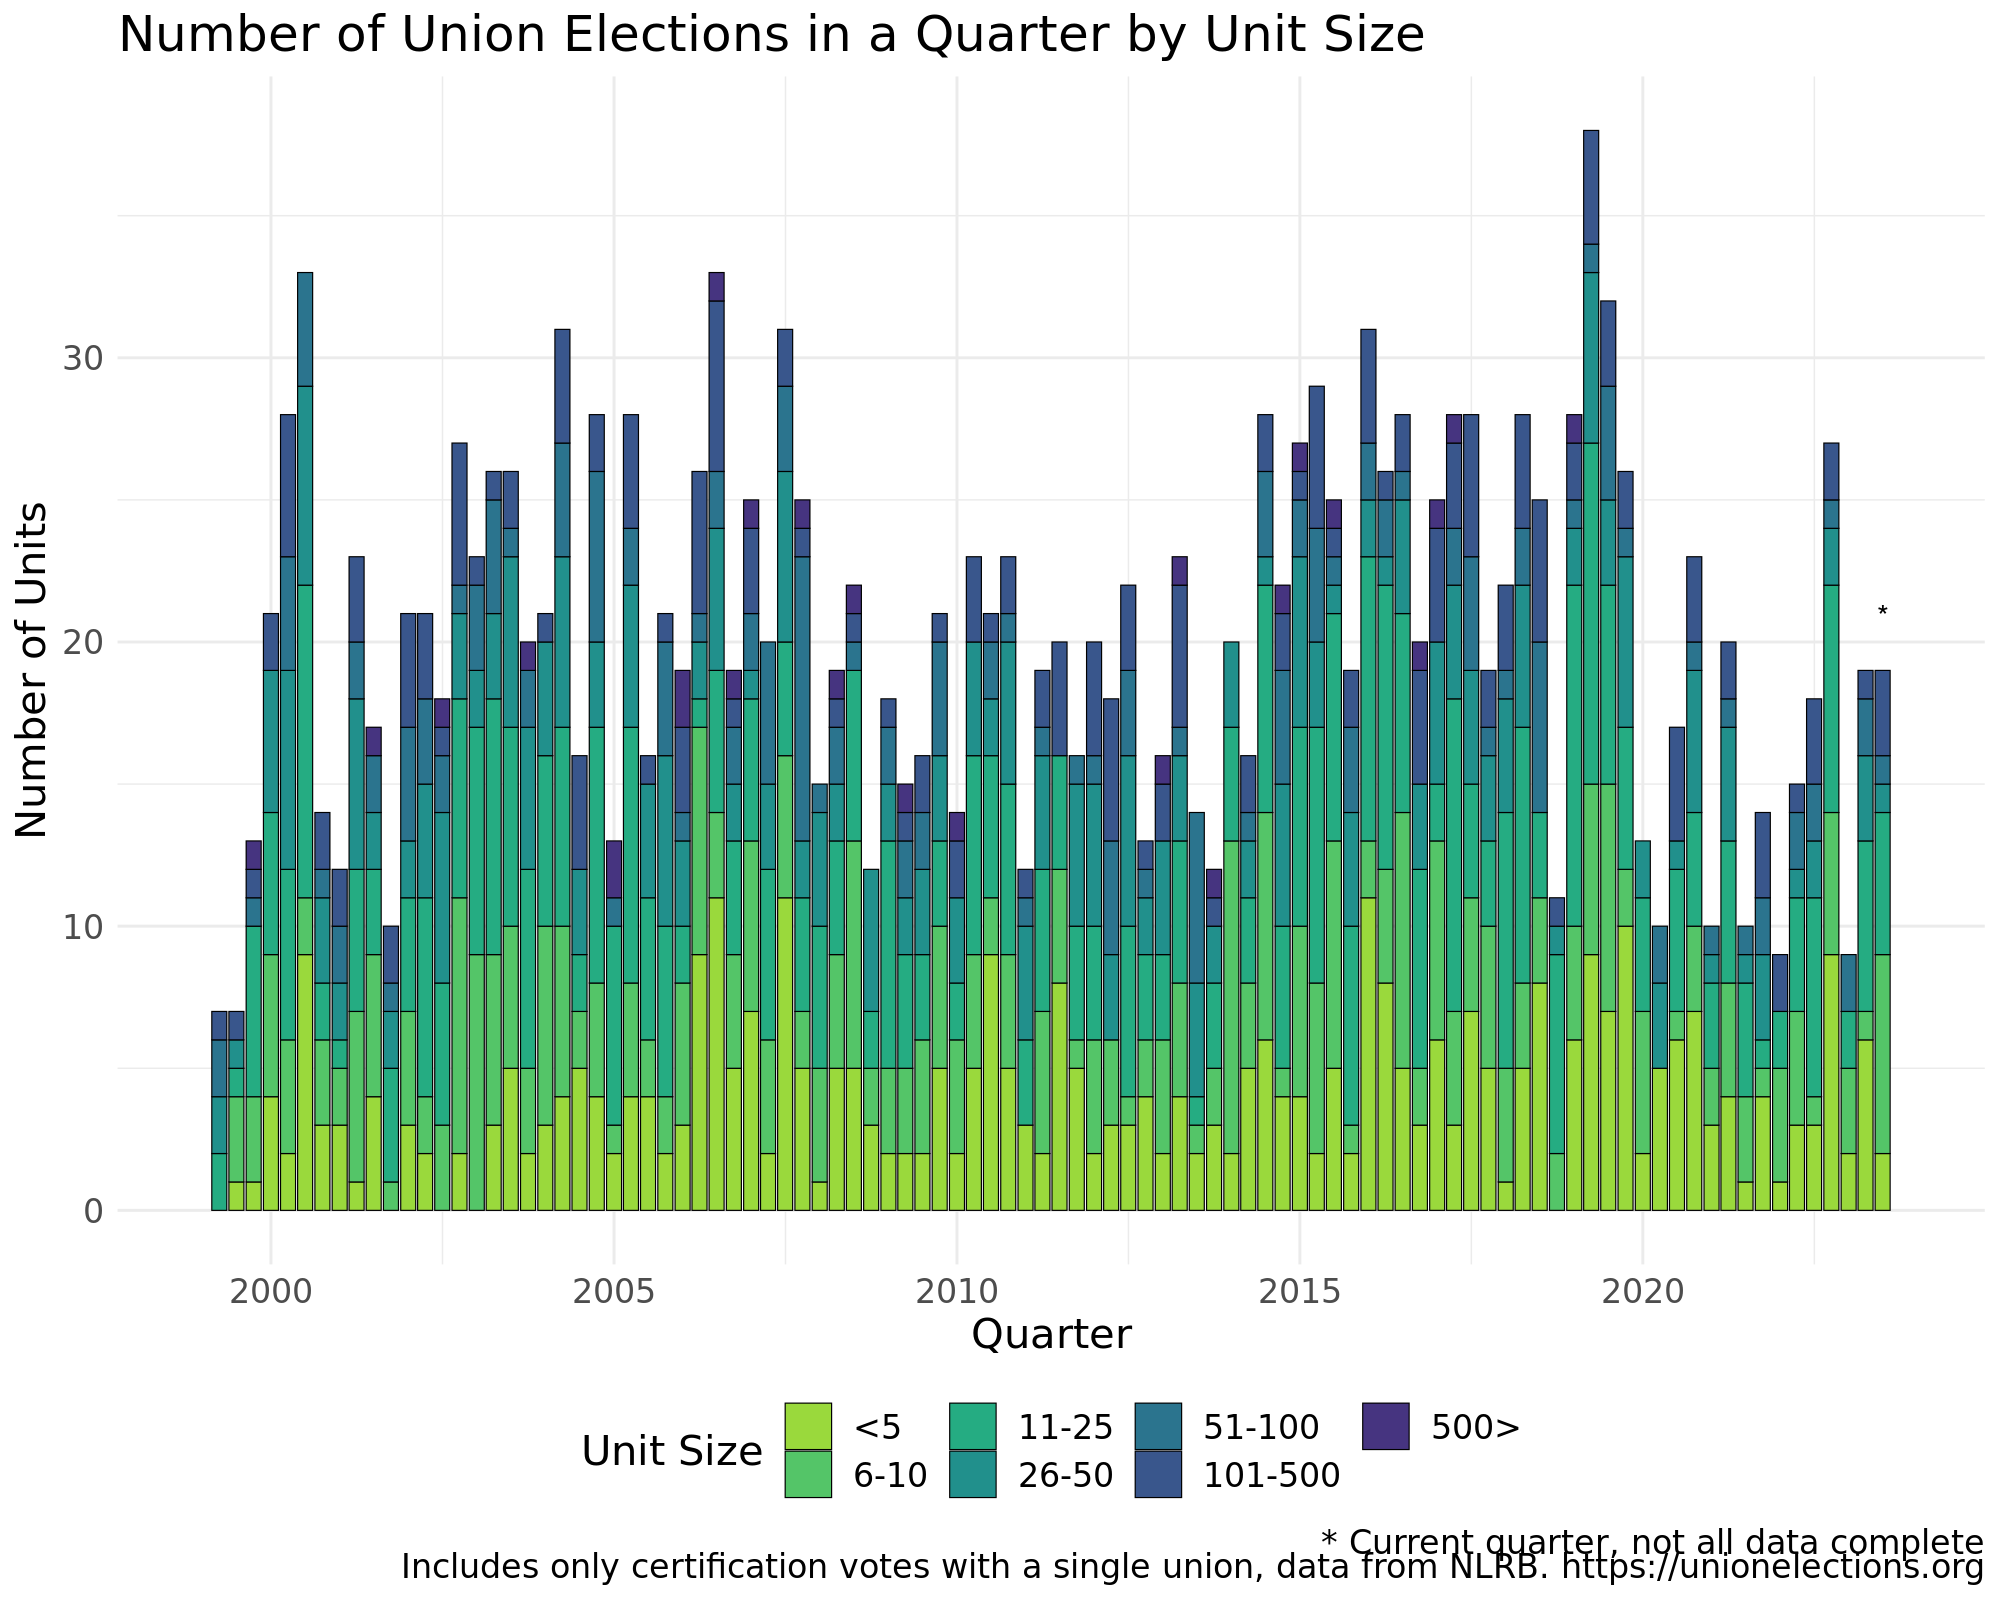 Number of Union Elections in a Quarter by Unit Size
Number of Units
30
20
10
0
*
2000 2005 2010 2015 2020
Quarter
Unit Size
<5 11-25 51-100 500>
6-10 26-50 101-500
* Current quarter, not all data complete
Includes only certification votes with a single union, data from NLRB. https://unionelections.org